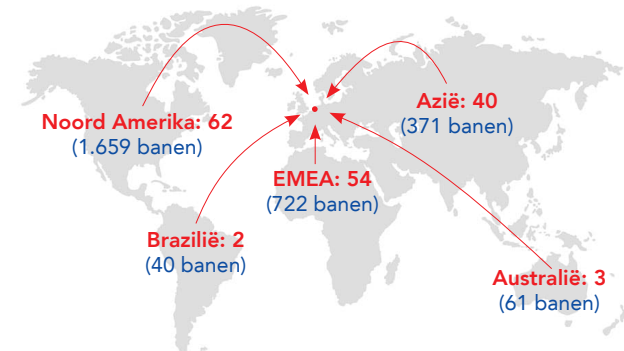 Noord Amerika: 62
(1.659 banen)
Azië: 40
(371 banen)
EMEA: 54
(722 banen)
Brazilië: 2
(40 banen)
Australië: 3
(61 banen)